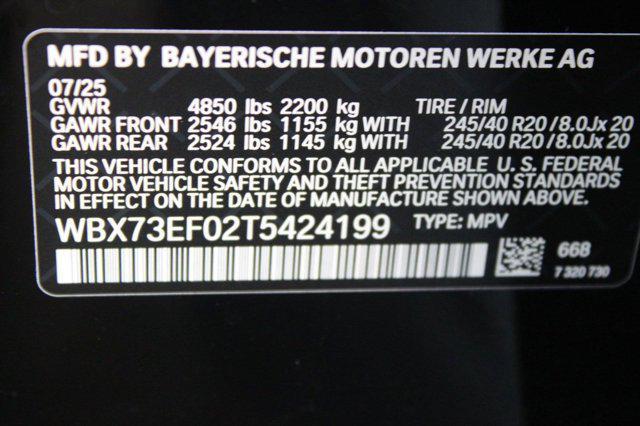 MFD BY BAYERISCHE MOTOREN WERKE AG
07/25
GVWR 4850 lbs 2200 kg TIRE / RIM
GAWR FRONT 2546 lbs 1155 kg WITH 245/40 R20 / 8.0Jx 20
GAWR REAR 2524 lbs 1145 kg WITH 245/40 R20 / 8.0Jx 20
THIS VEHICLE CONFORMS TO ALL APPLICABLE U. S. FEDERAL
MOTOR VEHICLE SAFETY AND THEFT PREVENTION STANDARDS
IN EFFECT ON THE DATE OF MANUFACTURE SHOWN ABOVE.
WBX73EF02T5424199 TYPE: MPV
668
7 320 730